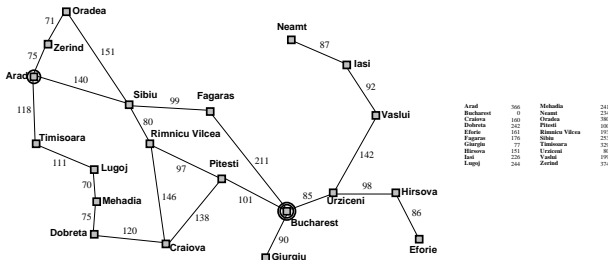 Oradea
71
Neamt
Zerind
87
75
151
Iasi
Arad
140
92
Sibiu
Fagaras
99
118
80
Vaslui
Timisoara
Rimnicu Vilcea
111
97
Pitesti
142
Lugoj
211
70
98
Hirsova
85
Mehadia
101
Urziceni
146
138
86
75
Bucharest
Dobreta
120
90
Craiova
Eforie
Giurgiu
Arad 366 Mehadia 241
Bucharest 0 Neamt 234
Craiova 160 Oradea 380
Dobreta 242 Pitesti 100
Eforie 161 Rimnicu Vilcea 193
Fagaras 176 Sibiu 253
Giurgiu 77 Timisoara 329
Hirsova 151 Urziceni 80
Iasi 226 Vaslui 199
Lugoj 244 Zerind 374